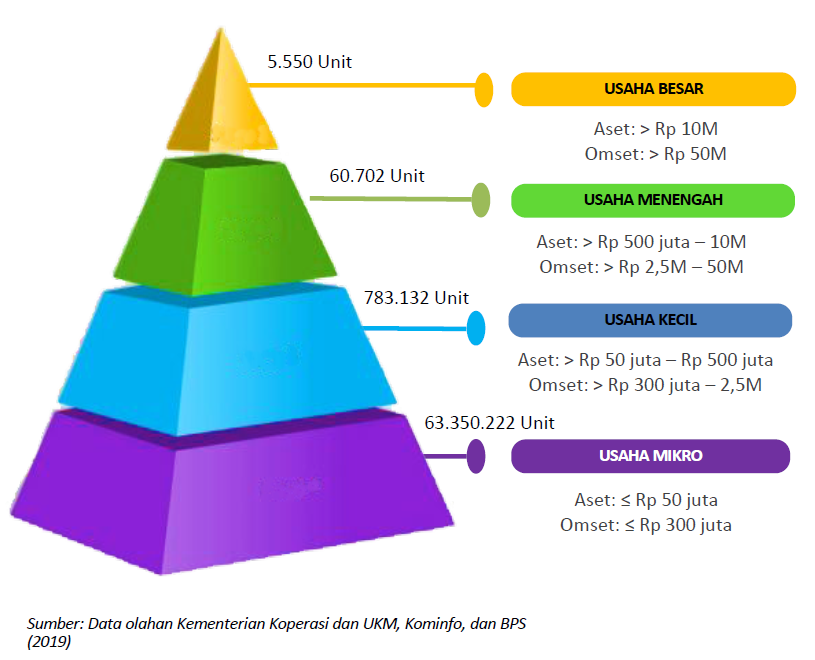 5.550 Unit
USAHA BESAR
Aset: > Rp 10M
Omset: > Rp 50M
60.702 Unit
USAHA MENENGAH
Aset: > Rp 500 juta – 10M
Omset: > Rp 2,5M – 50M
783.132 Unit
USAHA KECIL
Aset: > Rp 50 juta – Rp 500 juta
Omset: > Rp 300 juta – 2,5M
63.350.222 Unit
USAHA MIKRO
Aset: ≤ Rp 50 juta
Omset: ≤ Rp 300 juta
Sumber: Data olahan Kementerian Koperasi dan UKM, Kominfo, dan BPS
(2019)